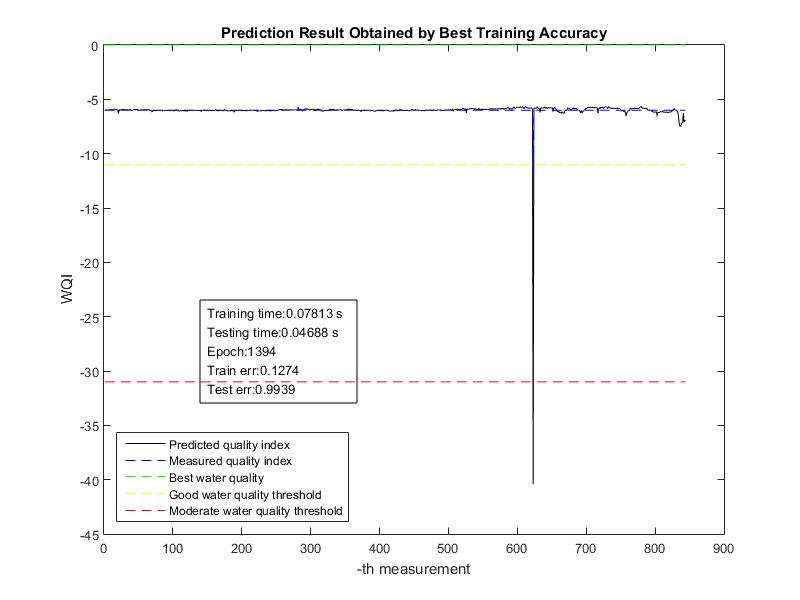 Prediction Result Obtained by Best Training Accuracy
0
-5
-10
-15
-20
-25
-30
-35
-40
-45
WQI
Training time:0.07813 s
Testing time:0.04688 s
Epoch:1394
Train err:0.1274
Test err:0.9939
Predicted quality index
Measured quality index
Best water quality
Good water quality threshold
Moderate water quality threshold
0 100 200 300 400 500 600 700 800 900
-th measurement